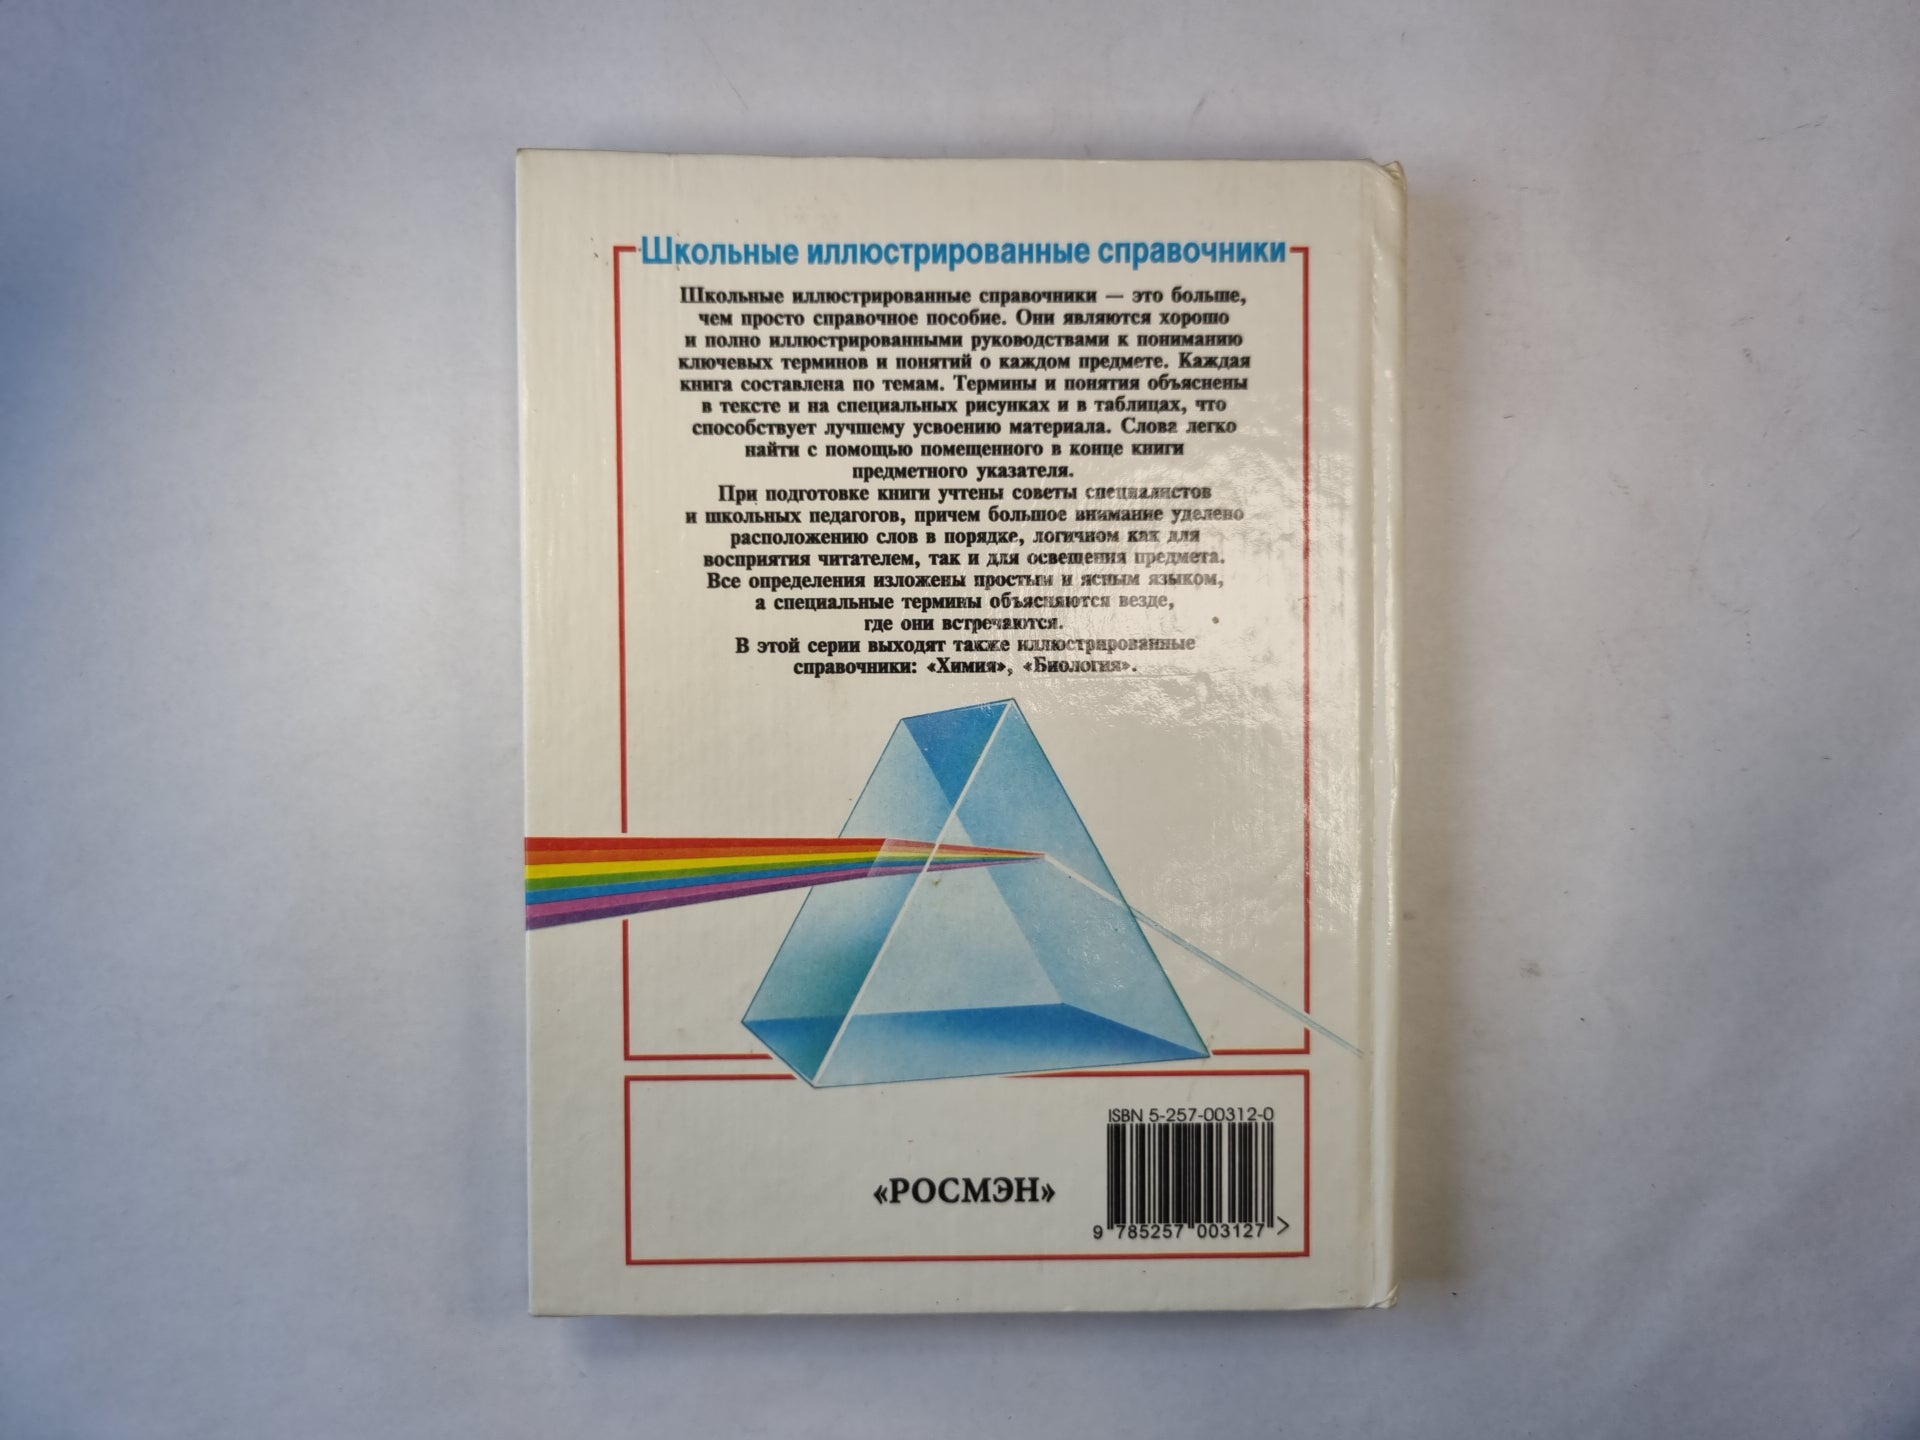 Школьные иллюстрированные справочники
Школьные иллюстрированные справочники — это больше,
чем просто справочное пособие. Они являются хорошо
и полно иллюстрированными руководствами к пониманию
ключевых терминов и понятий о каждом предмете. Каждая
книга составлена по темам. Термины и понятия объяснены
в тексте и на специальных рисунках и в таблицах, что
способствует лучшему усвоению материала. Слова легко
найти с помощью помещенного в конце книги
предметного указателя.
При подготовке книги учтены советы специалистов
и школьных педагогов, причем большое внимание уделено
расположению слов в порядке, логичном как для
восприятия читателем, так и для освещения предмета.
Все определения изложены простым и ясным языком,
а специальные термины объясняются везде,
где они встречаются.
В этой серии выходят также иллюстрированные
справочники: «Химия», «Биология».
ISBN 5-257-00312-0
«РОСМЭН»
9 785257 003127 >